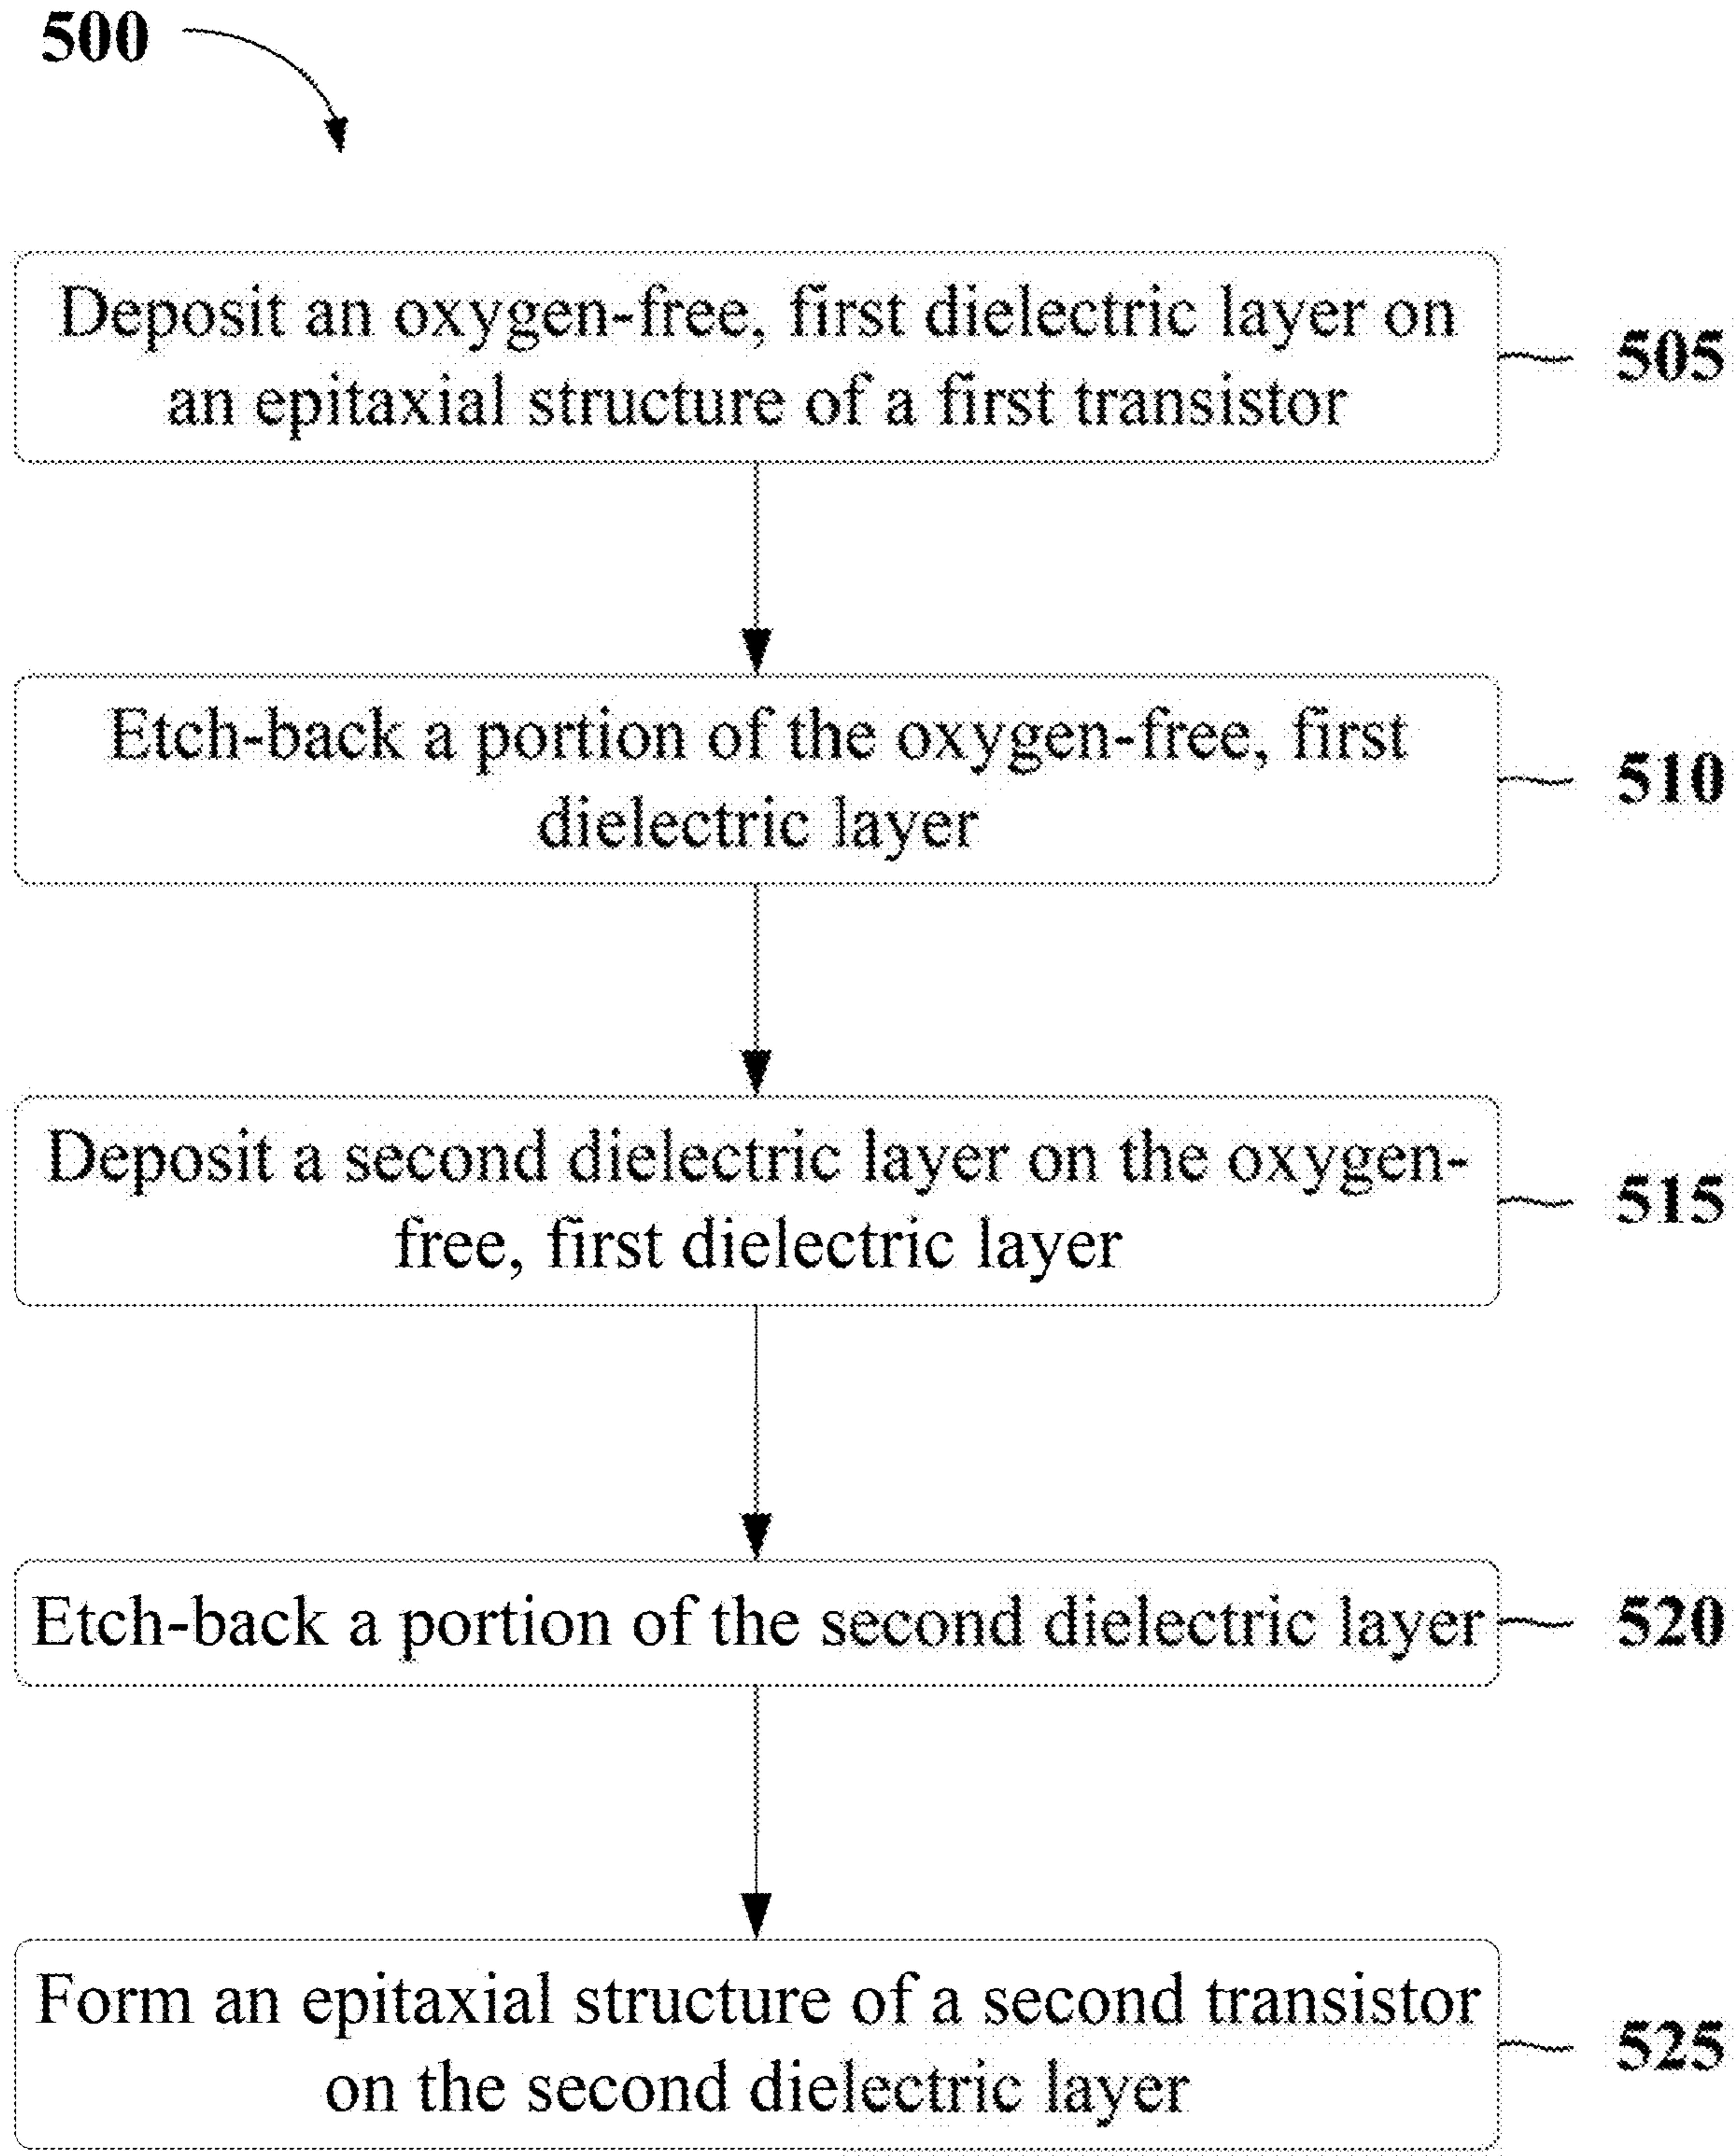 500
Deposit an oxygen-free, first dielectric layer on
an epitaxial structure of a first transistor
505
Etch-back a portion of the oxygen-free, first
dielectric layer
510
Deposit a second dielectric layer on the oxygen-
free, first dielectric layer
515
Etch-back a portion of the second dielectric layer
520
Form an epitaxial structure of a second transistor
on the second dielectric layer
525